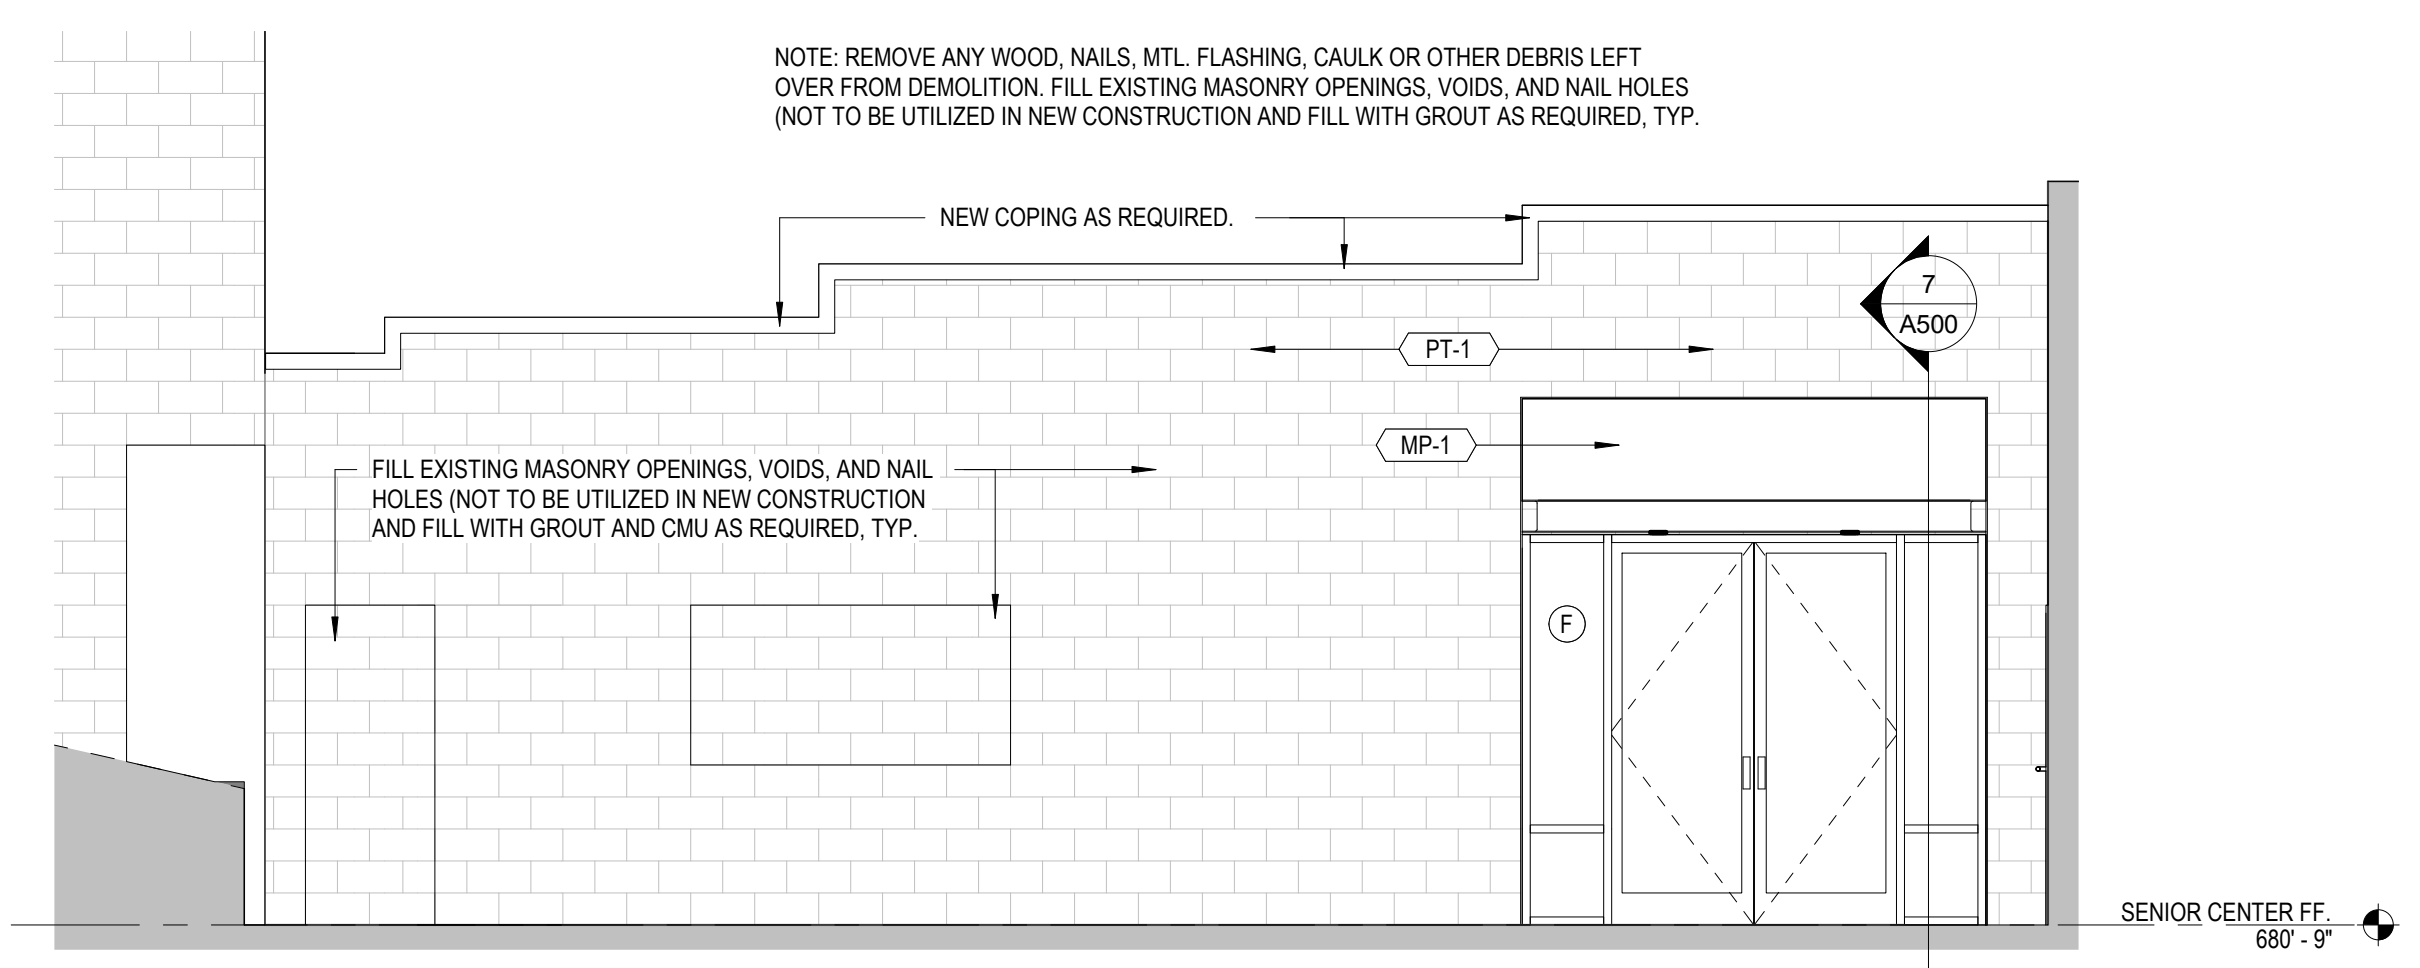 NOTE: REMOVE ANY WOOD, NAILS, MTL. FLASHING, CAULK OR OTHER DEBRIS LEFT
OVER FROM DEMOLITION. FILL EXISTING MASONRY OPENINGS, VOIDS, AND NAIL HOLES
(NOT TO BE UTILIZED IN NEW CONSTRUCTION AND FILL WITH GROUT AS REQUIRED, TYP.
NEW COPING AS REQUIRED.
7
A500
PT-1
MP-1
FILL EXISTING MASONRY OPENINGS, VOIDS, AND NAIL
HOLES (NOT TO BE UTILIZED IN NEW CONSTRUCTION
AND FILL WITH GROUT AND CMU AS REQUIRED, TYP.
F
SENIOR CENTER FF.
680' - 9"